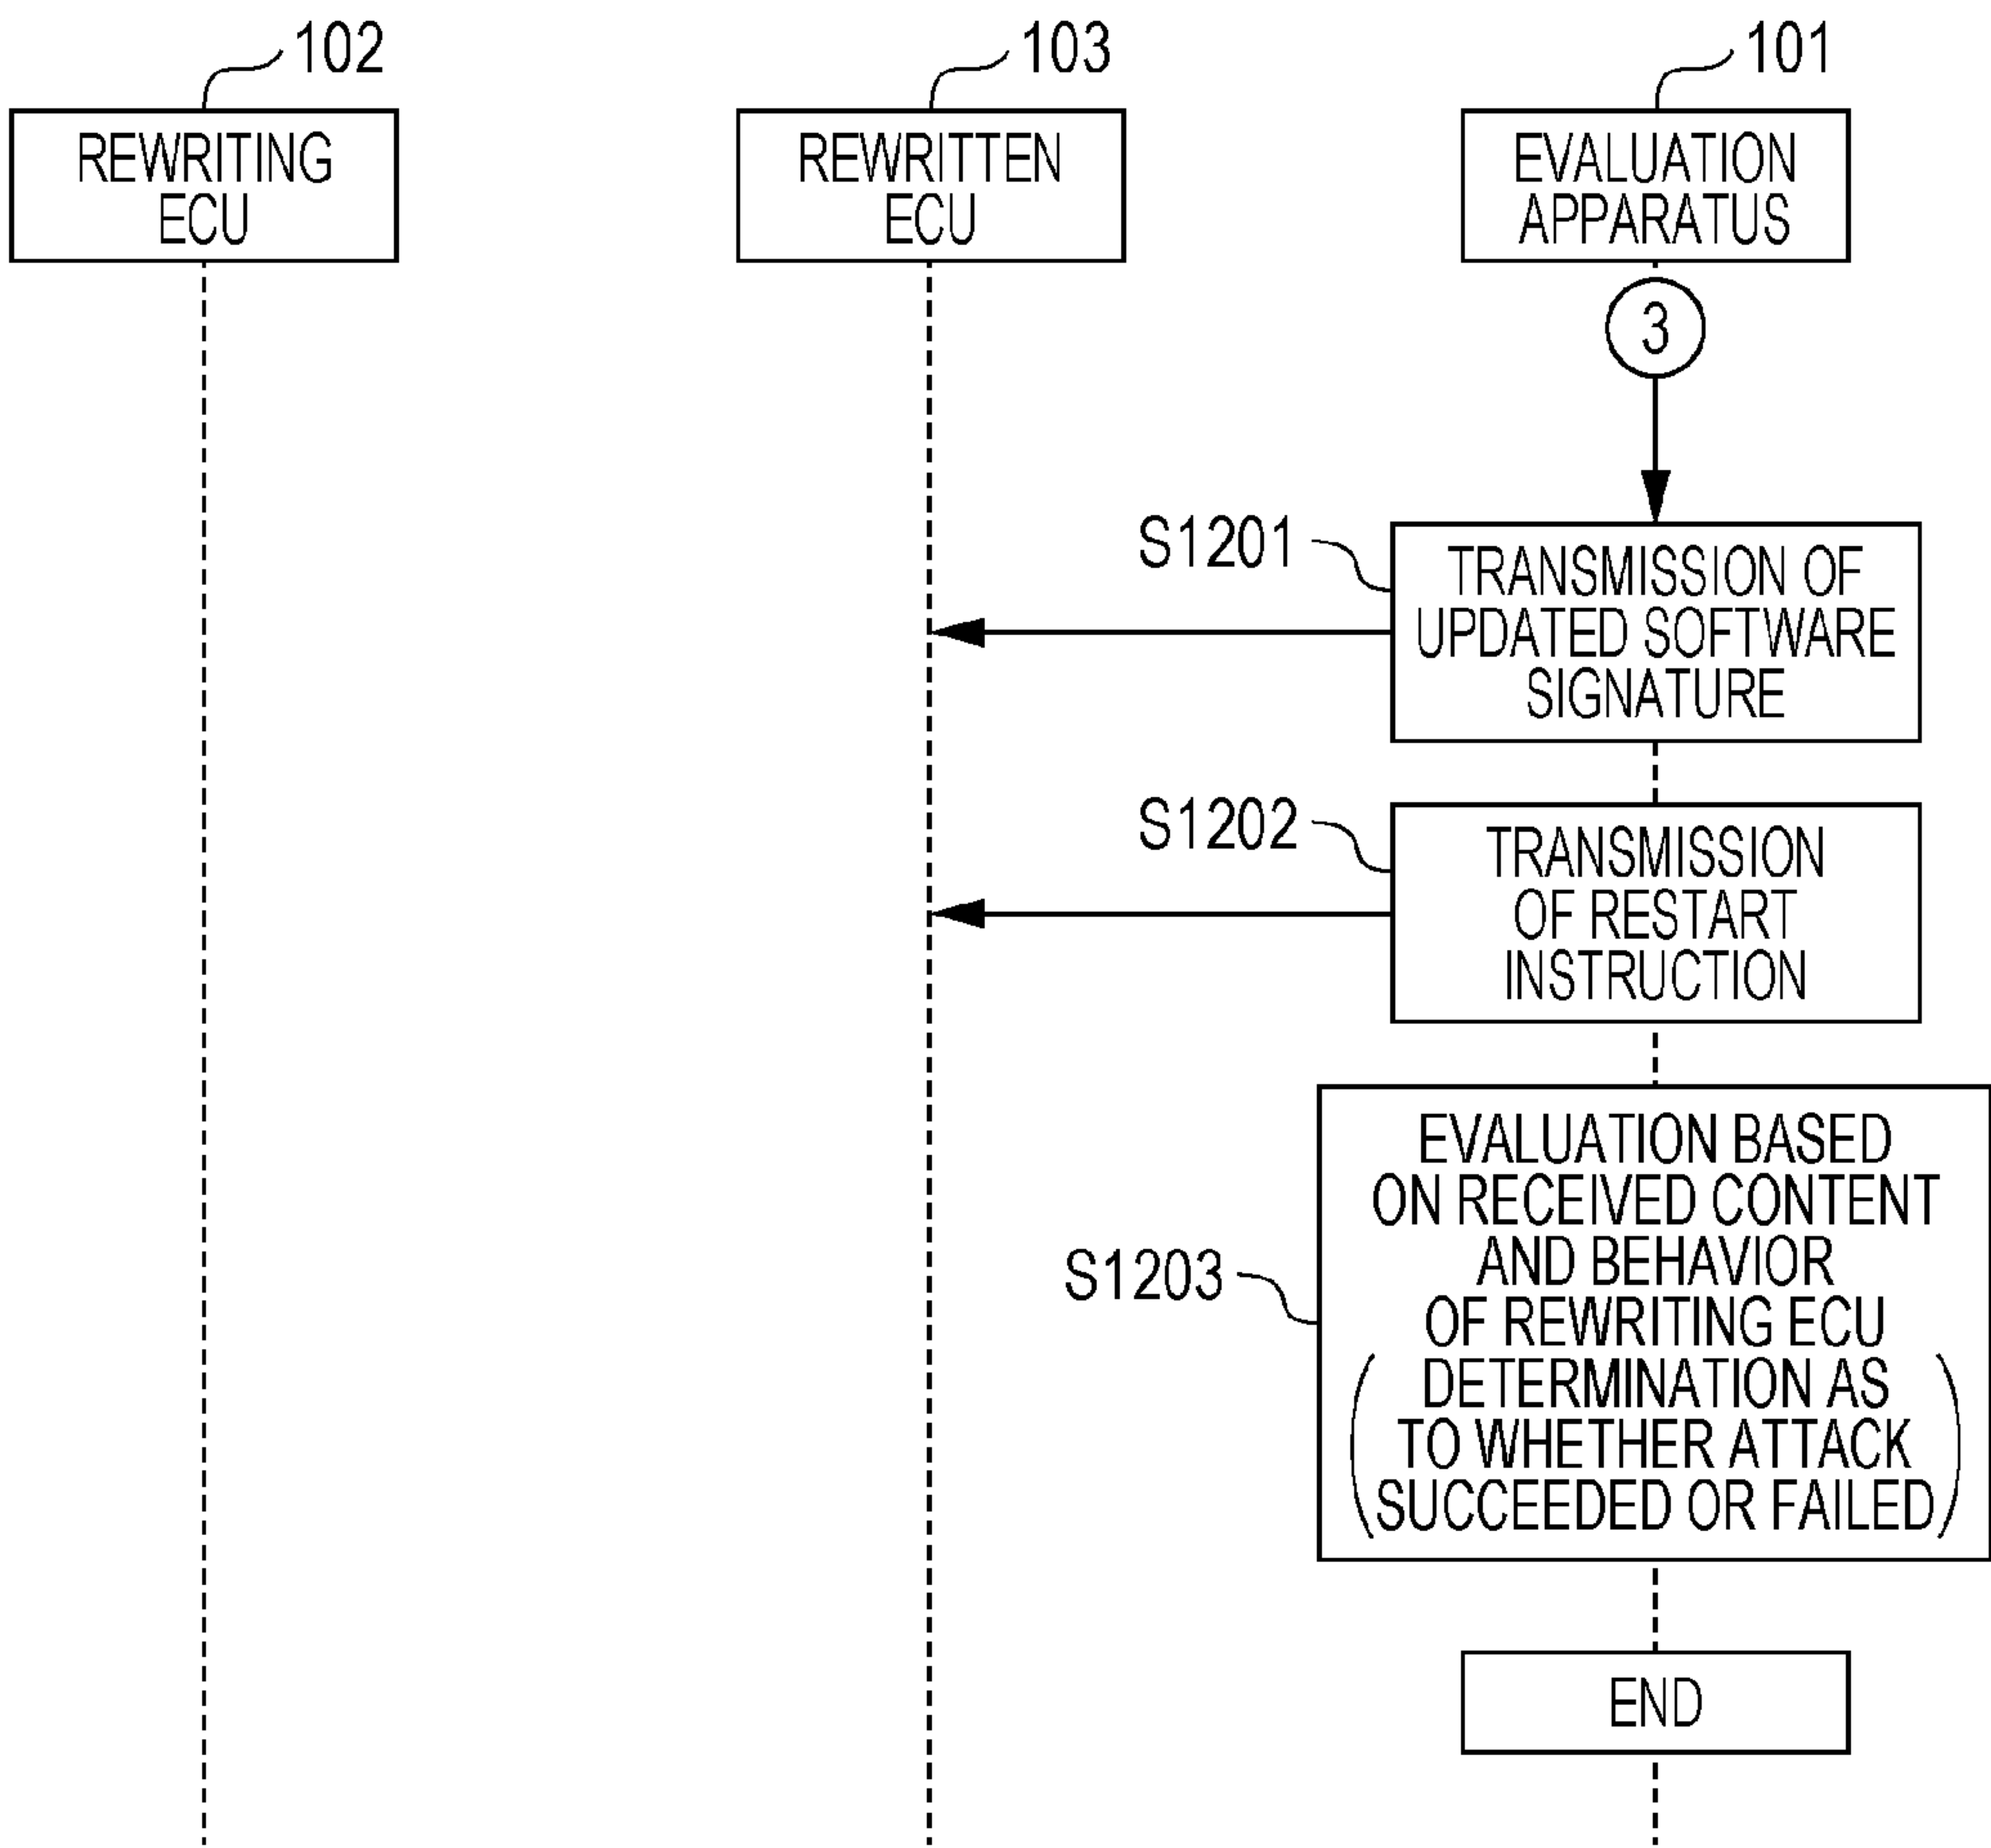 102
103
101
REWRITING
ECU
REWRITTEN
ECU
EVALUATION
APPARATUS
3
S1201
TRANSMISSION OF
UPDATED SOFTWARE
SIGNATURE
S1202
TRANSMISSION
OF RESTART
INSTRUCTION
S1203
EVALUATION BASED
ON RECEIVED CONTENT
AND BEHAVIOR
OF REWRITING ECU
(DETERMINATION AS
TO WHETHER ATTACK
SUCCEEDED OR FAILED)
END